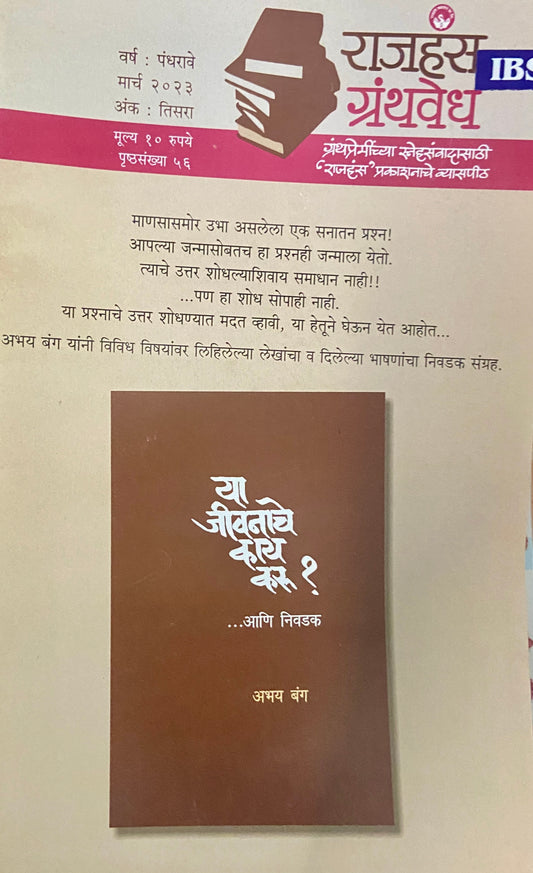 वर्ष : पंधरावे
मार्च २०२३
अंक : तिसरा
मूल्य १० रुपये
पृष्ठसंख्या ५६
राजहंस
ग्रंथवेध
IBS
ग्रंथप्रेमींच्या स्नेहसंवादासाठी
'राजहंस' प्रकाशनाचे व्यासपीठ
माणसासमोर उभा असलेला एक सनातन प्रश्न!
आपल्या जन्मासोबतच हा प्रश्नही जन्माला येतो.
त्याचे उत्तर शोधल्याशिवाय समाधान नाही!!
...पण हा शोध सोपाही नाही.
या प्रश्नाचे उत्तर शोधण्यात मदत व्हावी, या हेतूने घेऊन येत आहोत...
अभय बंग यांनी विविध विषयांवर लिहिलेल्या लेखांचा व दिलेल्या भाषणांचा निवडक संग्रह.
या
जीवनाचे
काय
करू ?
...आणि निवडक
अभय बंग